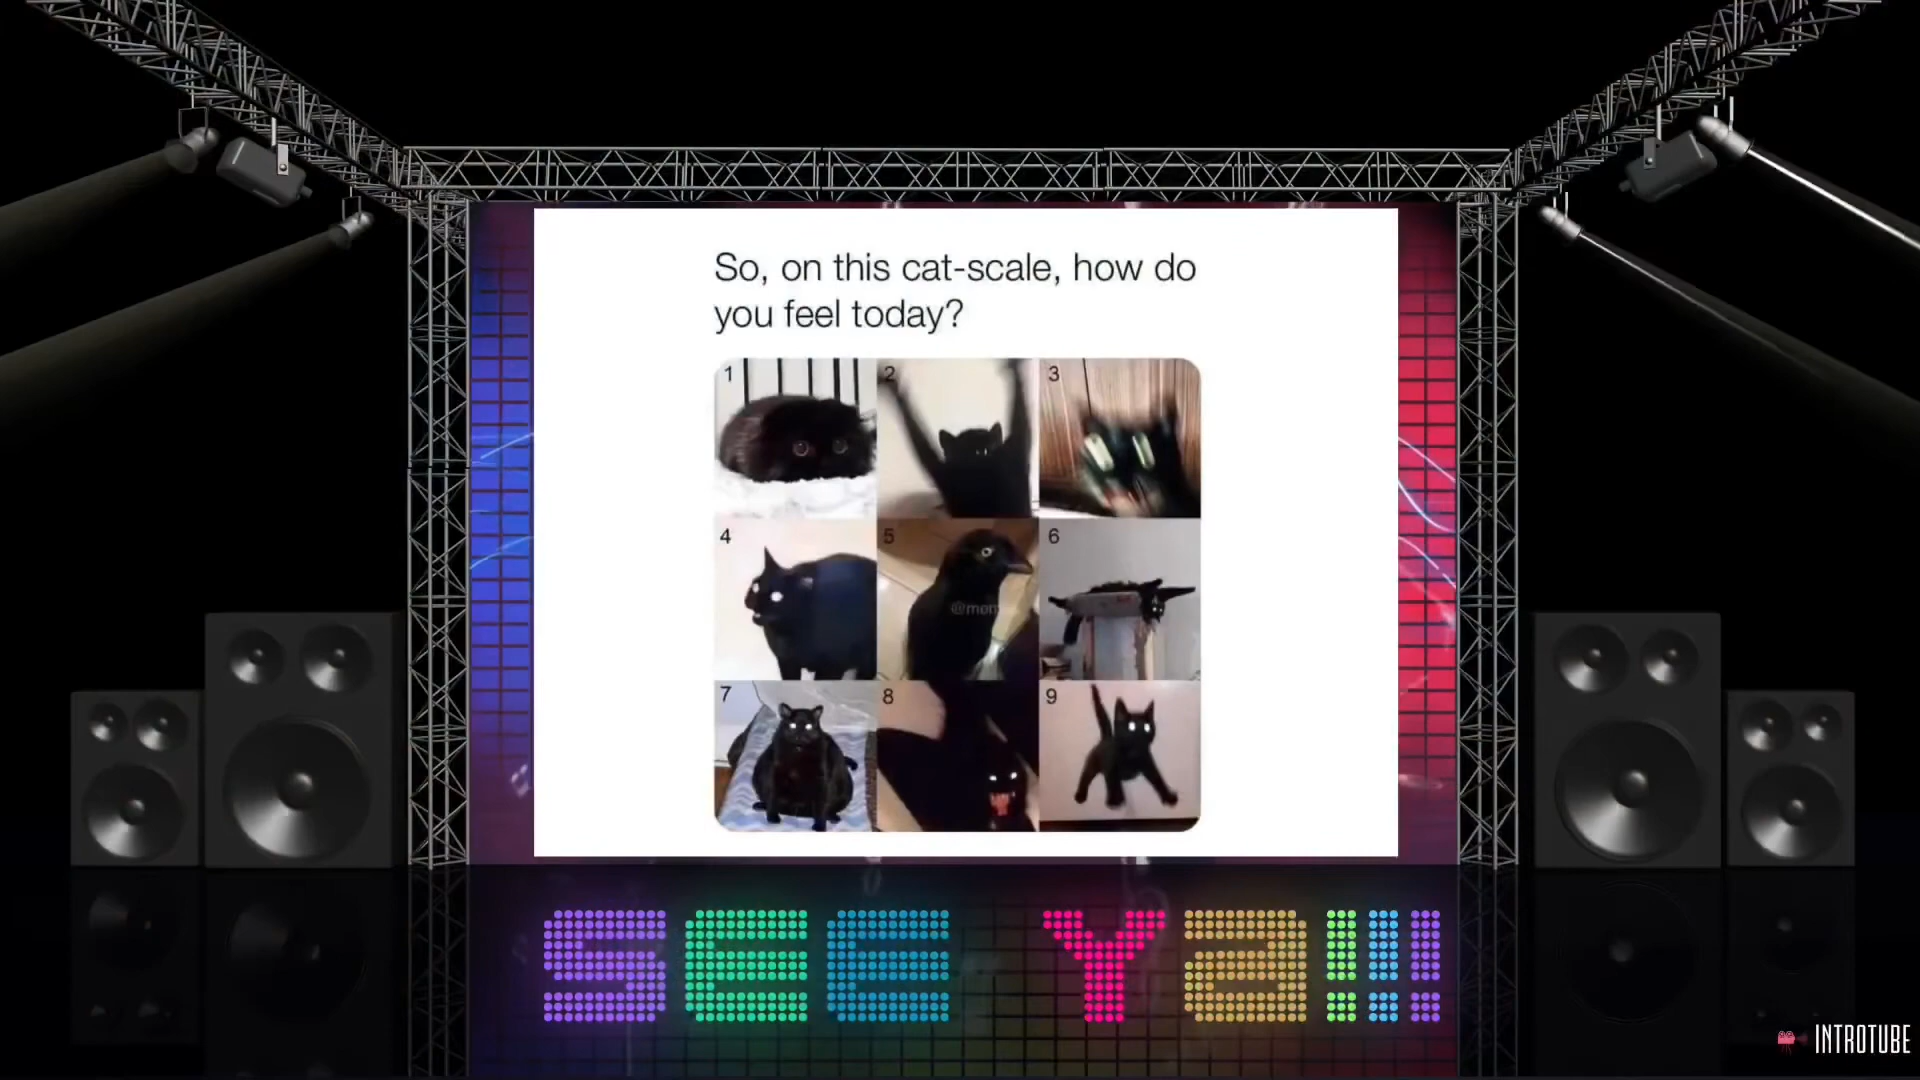 So, on this cat-scale, how do
you feel today?
1
2
3
4
5
6
@mem
7
8
9
See Ya!!!
INTROTUBE